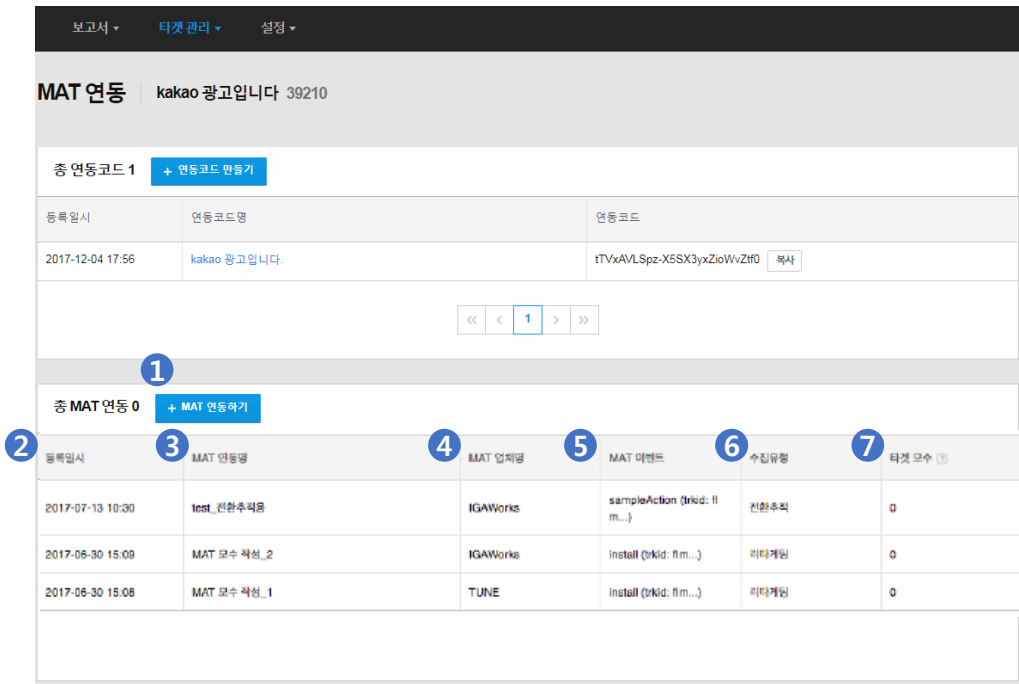 보고서 타겟 관리 설정
MAT 연동 kakao 광고입니다 39210
총 연동코드 1 + 연동코드 만들기
등록일시 연동코드명 연동코드
2017-12-04 17:56 kakao 광고입니다. tTVxAVLSpz-X5SX3yxZioWvZtf0 복사
<< < 1 > >>
1
총 MAT 연동 0 + MAT 연동하기
2 등록일시 3 MAT 연동명 4 MAT 업체명 5 MAT 이벤트 6 수집유형 7 타겟 모수 ?
2017-07-13 10:30 test_전환추적용 IGAWorks sampleAction (trkid: fl 전환추적 0
m...)
2017-06-30 15:09 MAT 모수 작성_2 IGAWorks install (trkid: flm...) 리타게팅 0
2017-06-30 15:08 MAT 모수 작성_1 TUNE install (trkid: flm...) 리타게팅 0